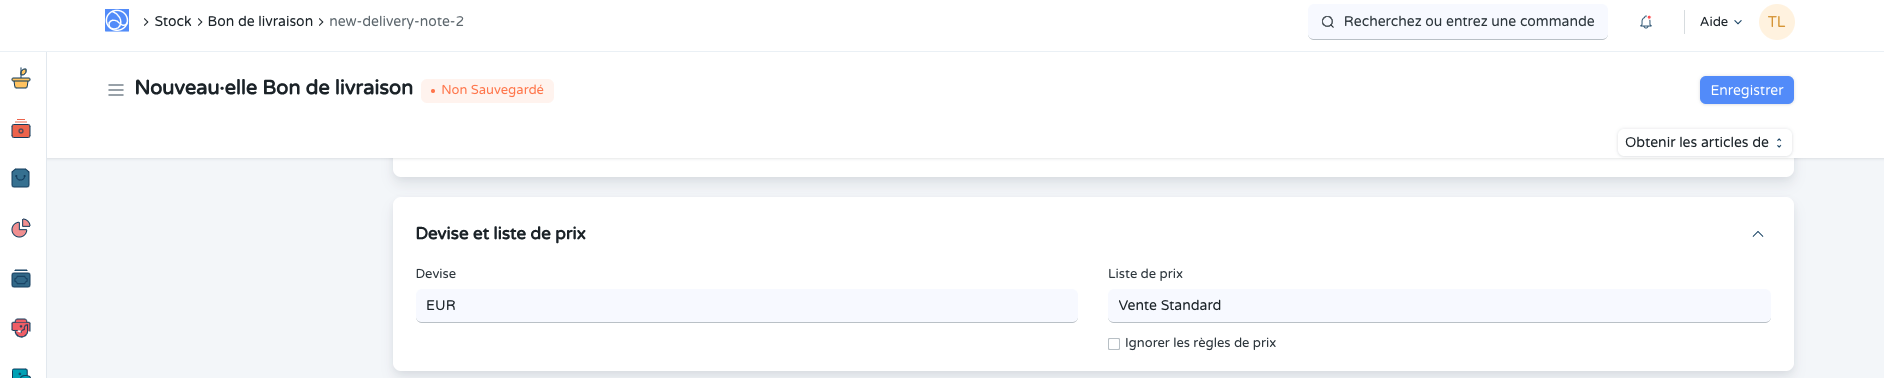 Stock
Bon de livraison
new-delivery-note-2
Recherchez ou entrez une commande
Aide
TL
Nouveau·elle Bon de livraison
Non Sauvegardé
Enregistrer
Obtenir les articles de
Devise et liste de prix
Devise
EUR
Liste de prix
Vente Standard
Ignorer les règles de prix